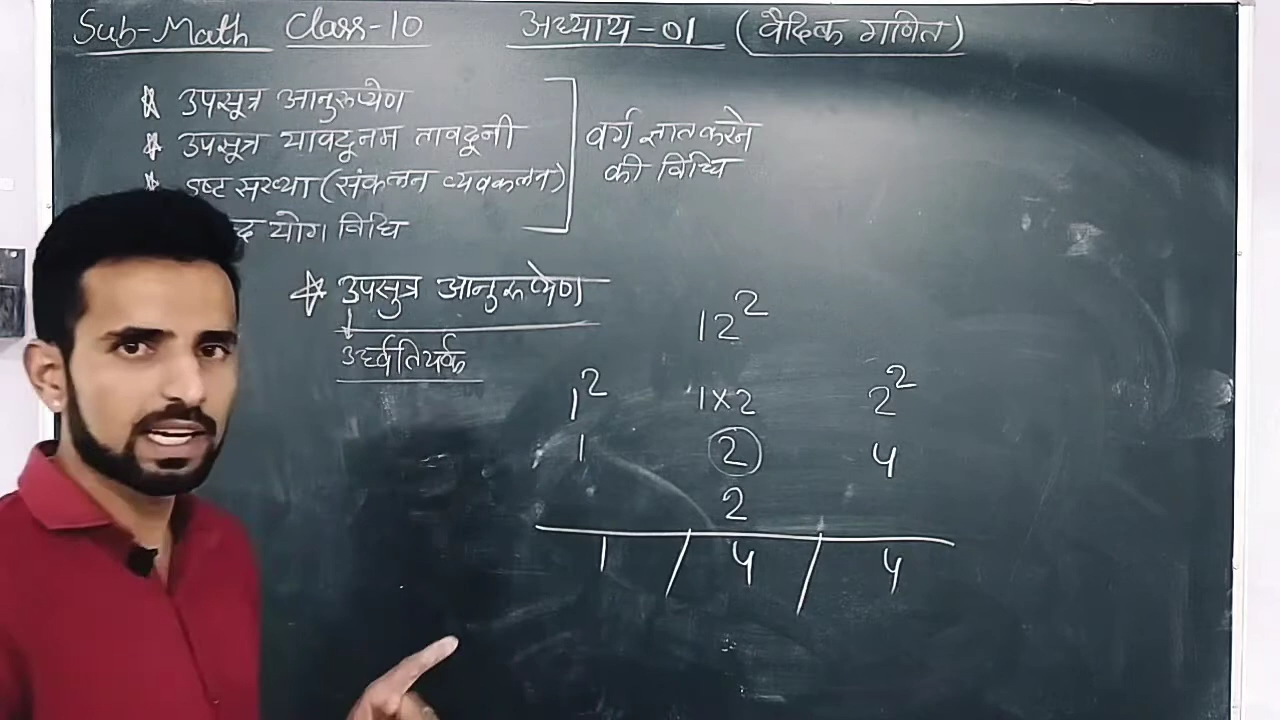 Sub-Math Class-10 अध्याय-01 (वैदिक गणित)
उपसूत्र आनुरूप्येण
उपसूत्र यावदूनम तावदूनी
संख्या (संकलन व्यवकलन)
योग विधि
वर्ग ज्ञात करने
की विधि
उपसुत्र आनुरूप्येण
उर्ध्वतिर्यक
12²
1² 1×2 2²
1 2 4
2
1 / 4 / 4